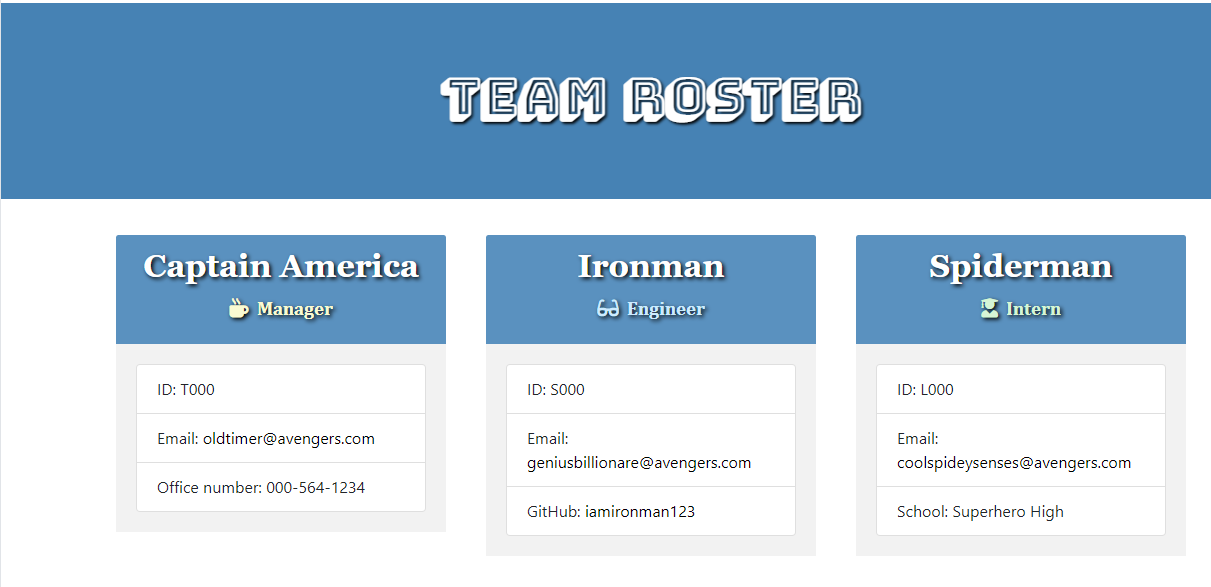 TEAM ROSTER
Captain America
Manager
ID: T000
Email: oldtimer@avengers.com
Office number: 000-564-1234
Ironman
Engineer
ID: S000
Email:
geniusbillionare@avengers.com
GitHub: iamironman123
Spiderman
Intern
ID: L000
Email:
coolspideysenses@avengers.com
School: Superhero High